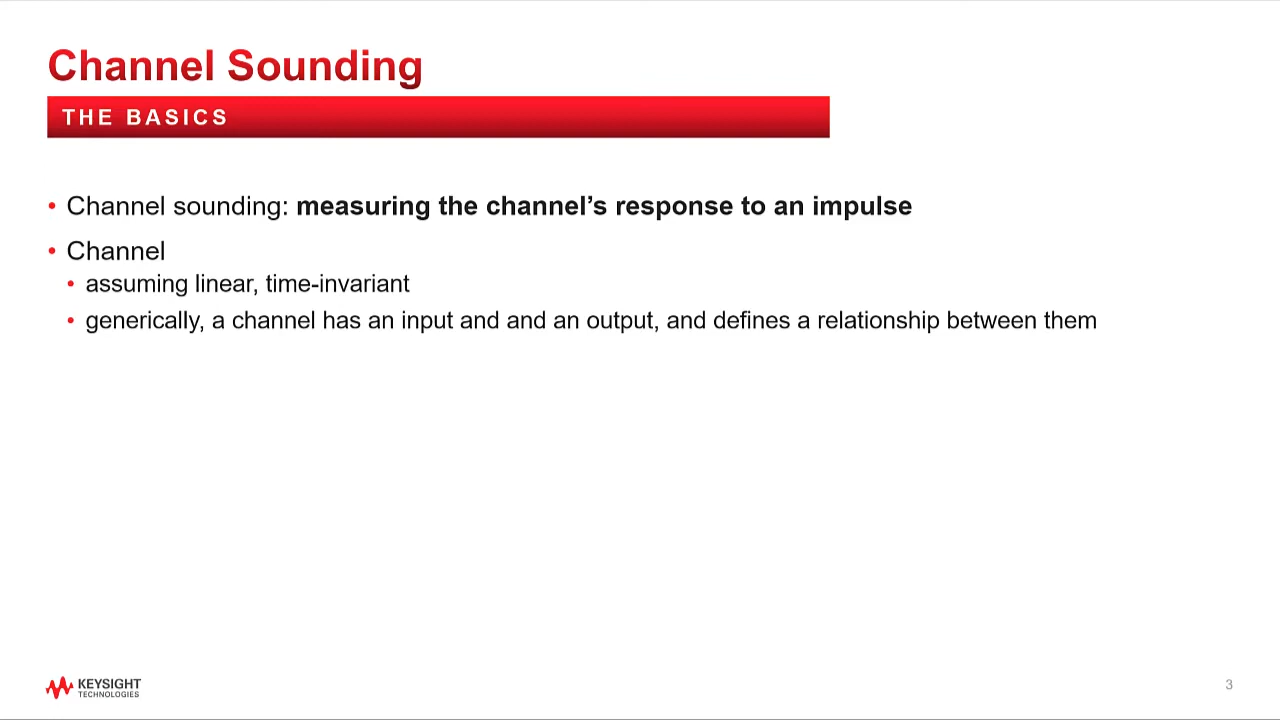 Channel Sounding
THE BASICS
• Channel sounding: measuring the channel’s response to an impulse
• Channel
• assuming linear, time-invariant
• generically, a channel has an input and and an output, and defines a relationship between them
KEYSIGHT
TECHNOLOGIES
3